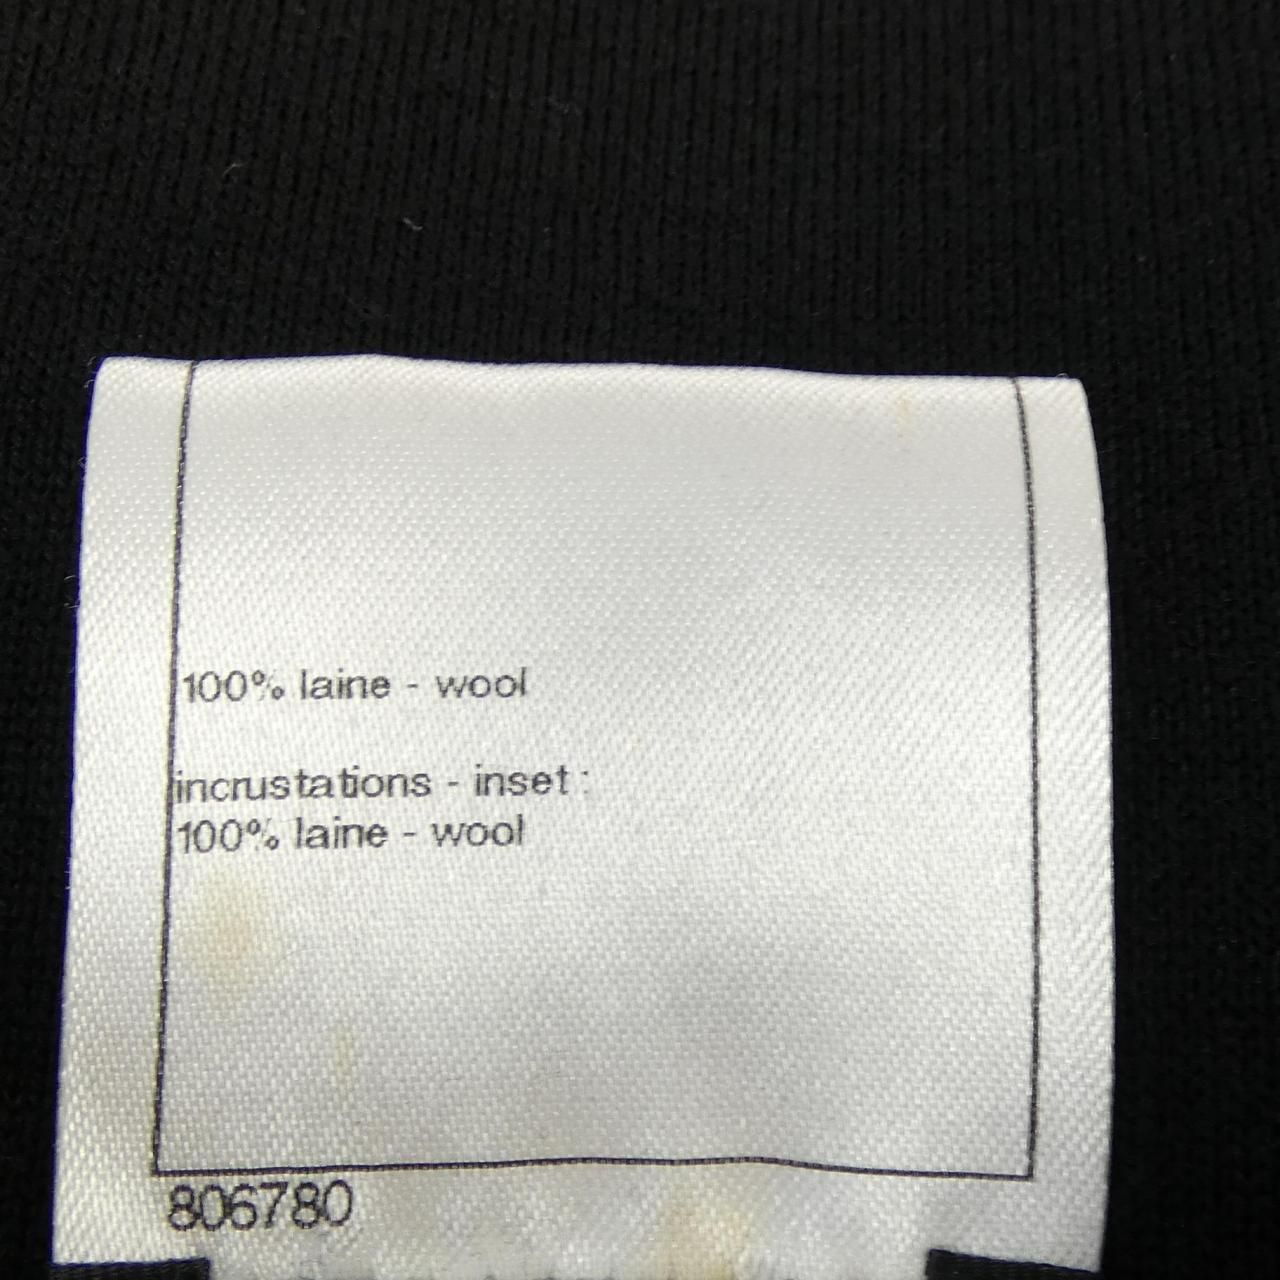 100% laine - wool
incrustations - inset :
100% laine - wool
806780